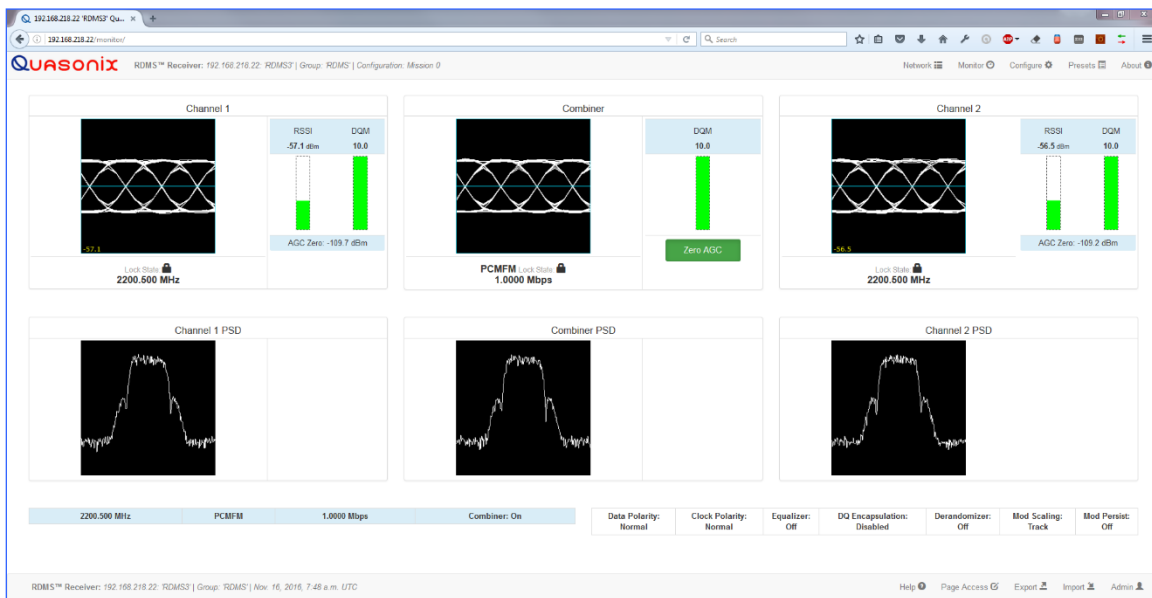 192.168.218.22 'RDMS3' Qu...
192.168.218.22/monitor/
Search
QUASONIX
RDMS™ Receiver: 192.168.218.22: 'RDMS3' | Group: 'RDMS' | Configuration: Mission 0
Network Monitor Configure Presets About
Channel 1
RSSI DQM
-57.1 dBm 10.0
-57.1
AGC Zero: -109.7 dBm
Lock State
2200.500 MHz
Combiner
DQM
10.0
Zero AGC
PCMFM Lock State
1.0000 Mbps
Channel 2
RSSI DQM
-56.5 dBm 10.0
-56.5
AGC Zero: -109.2 dBm
Lock State
2200.500 MHz
Channel 1 PSD
Combiner PSD
Channel 2 PSD
2200.500 MHz PCMFM 1.0000 Mbps Combiner: On
Data Polarity: Normal
Clock Polarity: Normal
Equalizer: Off
DQ Encapsulation: Disabled
Derandomizer: Off
Mod Scaling: Track
Mod Persist: Off
RDMS™ Receiver: 192.168.218.22: 'RDMS3' | Group: 'RDMS' | Nov. 16, 2016, 7:48 a.m. UTC
Help Page Access Export Import Admin